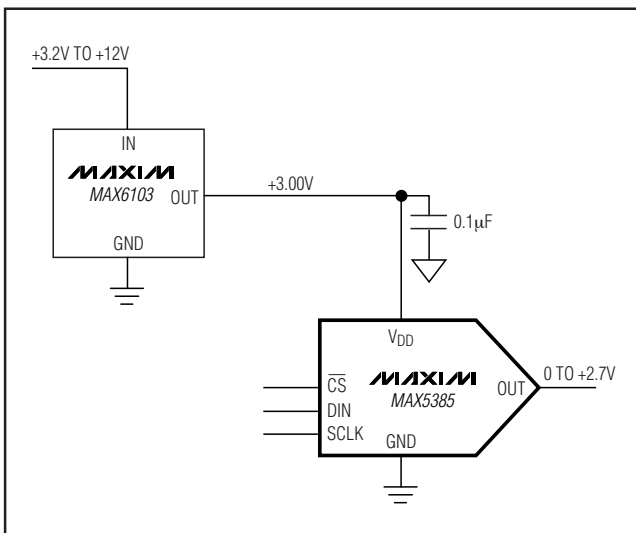 +3.2V TO +12V
IN
MAXIM
MAX6103
OUT
GND
+3.00V
0.1µF
VDD
CS
DIN
SCLK
MAXIM
MAX5385
OUT
GND
0 TO +2.7V